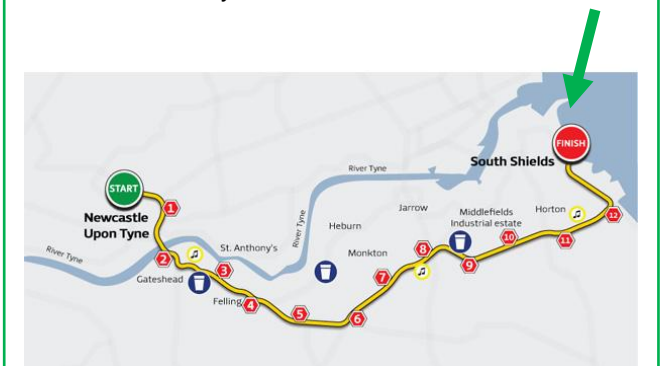 START
Newcastle
Upon Tyne
River Tyne
1
2
Gateshead
St. Anthony's
3
Felling
4
5
River Tyne
River Tyne
Heburn
Monkton
6
7
Jarrow
8
Middlefields
Industrial estate
9
10
Horton
11
12
South Shields
FINISH